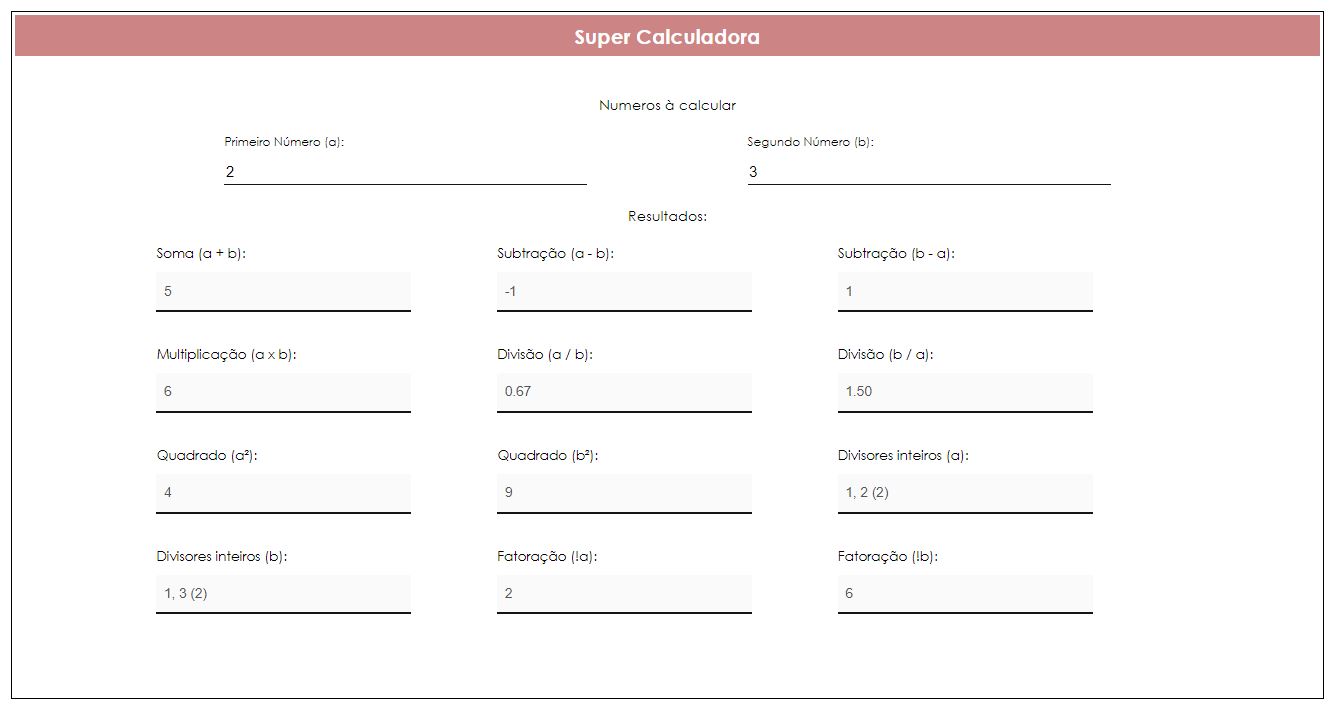 Super Calculadora
Numeros à calcular
Primeiro Número (a): Segundo Número (b):
2 3
Resultados:
Soma (a + b): Subtração (a - b): Subtração (b - a):
5 -1 1
Multiplicação (a x b): Divisão (a / b): Divisão (b / a):
6 0.67 1.50
Quadrado (a²): Quadrado (b²): Divisores inteiros (a):
4 9 1, 2 (2)
Divisores inteiros (b): Fatoração (!a): Fatoração (!b):
1, 3 (2) 2 6